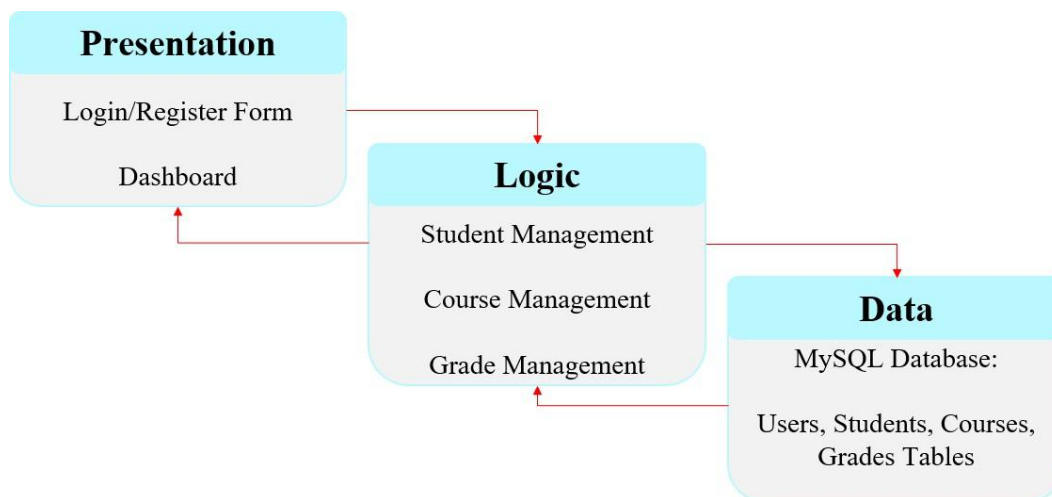 Presentation
Login/Register Form
Dashboard
Logic
Student Management
Course Management
Grade Management
Data
MySQL Database:
Users, Students, Courses,
Grades Tables